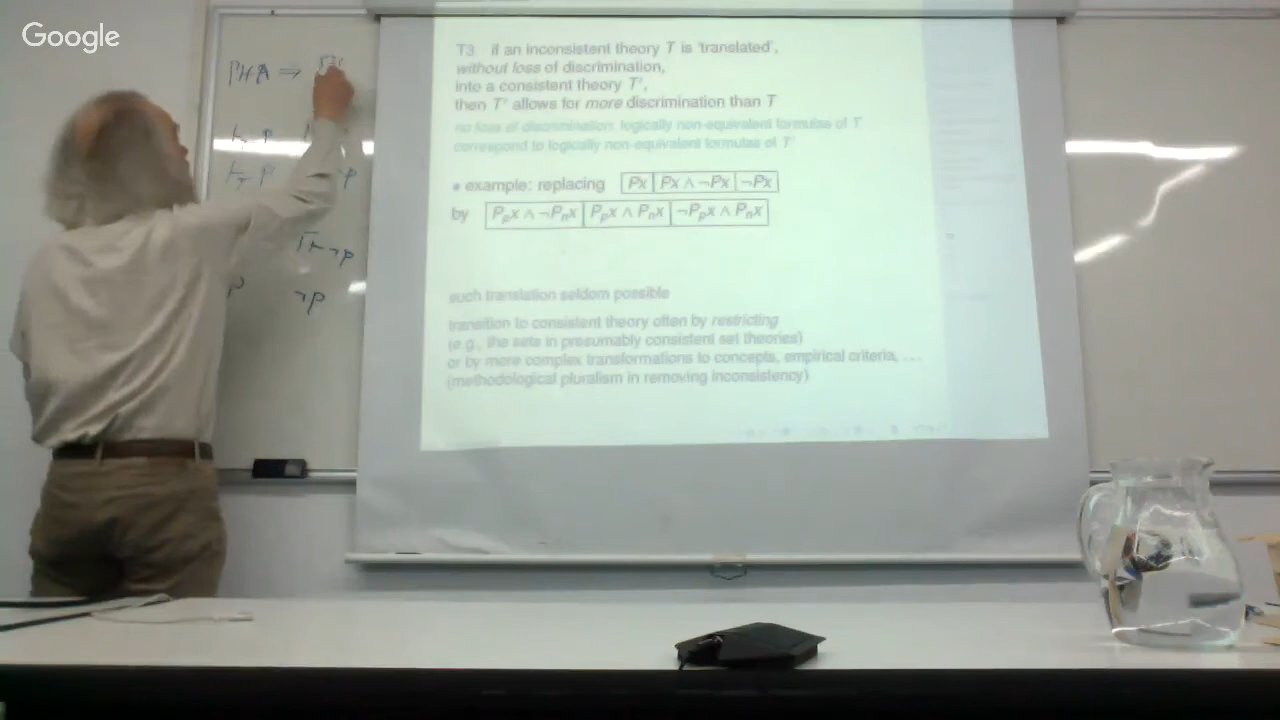 Google
T3 if an inconsistent theory T is 'translated',
without loss of discrimination,
into a consistent theory T',
then T' allows for more discrimination than T
no loss of discrimination: logically non-equivalent formulas of T
correspond to logically non-equivalent formulas of T'
• example: replacing Px Px ∧ ¬Px ¬Px
by Ppx ∧ ¬Pnx Ppx ∧ Pnx ¬Ppx ∧ Pnx
such translation seldom possible
transition to consistent theory often by restricting
(e.g., the sets in presumably consistent set theories)
or by more complex transformations to concepts, empirical criteria, ...
(methodological pluralism in removing inconsistency)
¬p